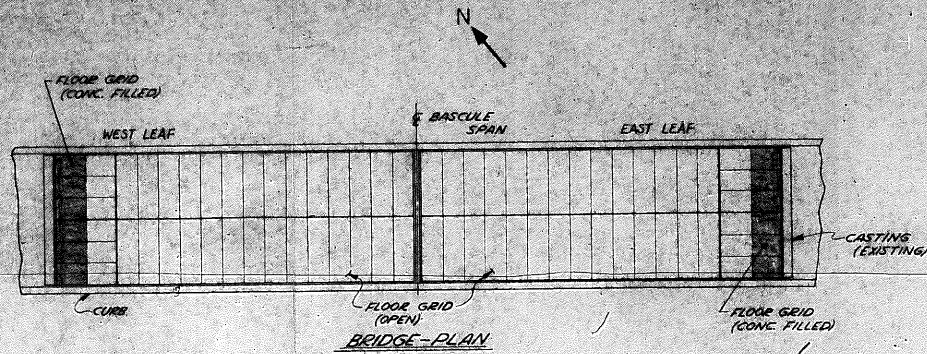 N
FLOOR GRID
(CONC. FILLED)
WEST LEAF
℄ BASCULE
SPAN
EAST LEAF
CASTING
(EXISTING)
CURB
FLOOR GRID
(OPEN)
FLOOR GRID
(CONC. FILLED)
BRIDGE-PLAN